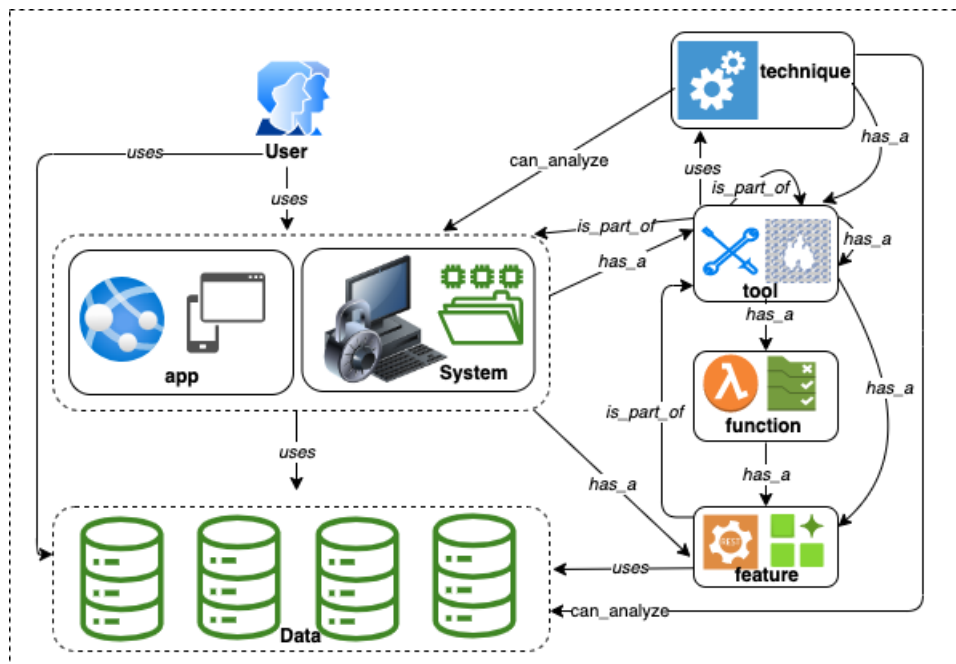 technique
User
uses
has_a
can_analyze
uses
is_part_of
uses
is_part_of
has_a
has_a
tool
has_a
app
System
has_a
is_part_of
function
uses
has_a
has_a
REST
feature
uses
can_analyze
Data